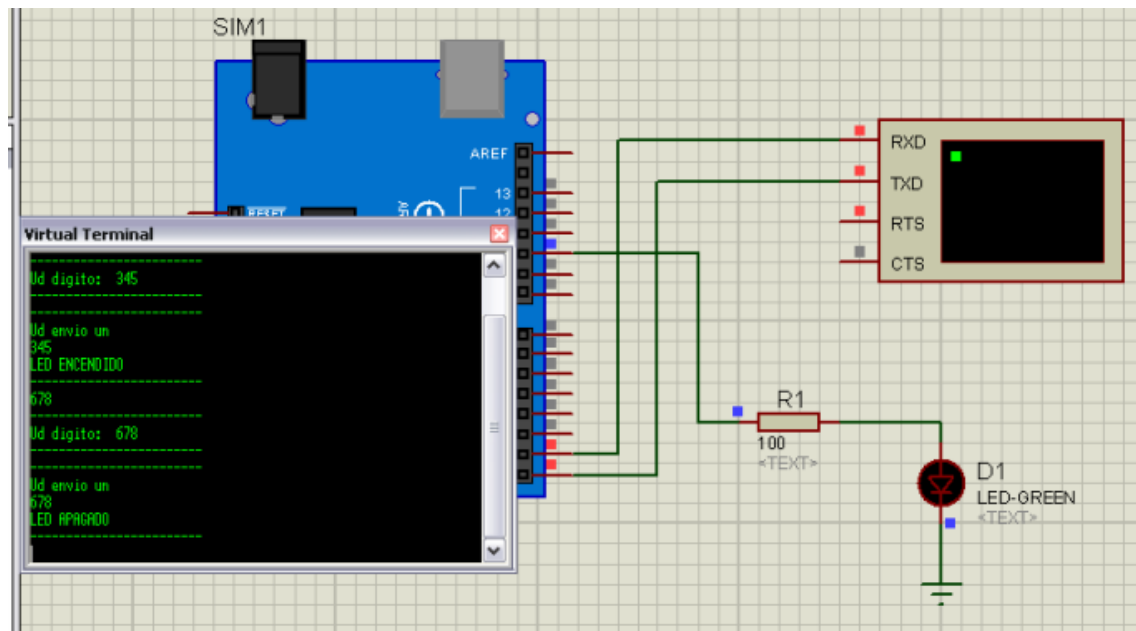 SIM1
AREF
13
12
RESET
RXD
TXD
RTS
CTS
Virtual Terminal
------------------------
Ud digito:  345
------------------------
------------------------
Ud envio un
345
LED ENCENDIDO
------------------------
678
------------------------
Ud digito:  678
------------------------
------------------------
Ud envio un
678
LED APAGADO
------------------------
R1
100
<TEXT>
D1
LED-GREEN
<TEXT>